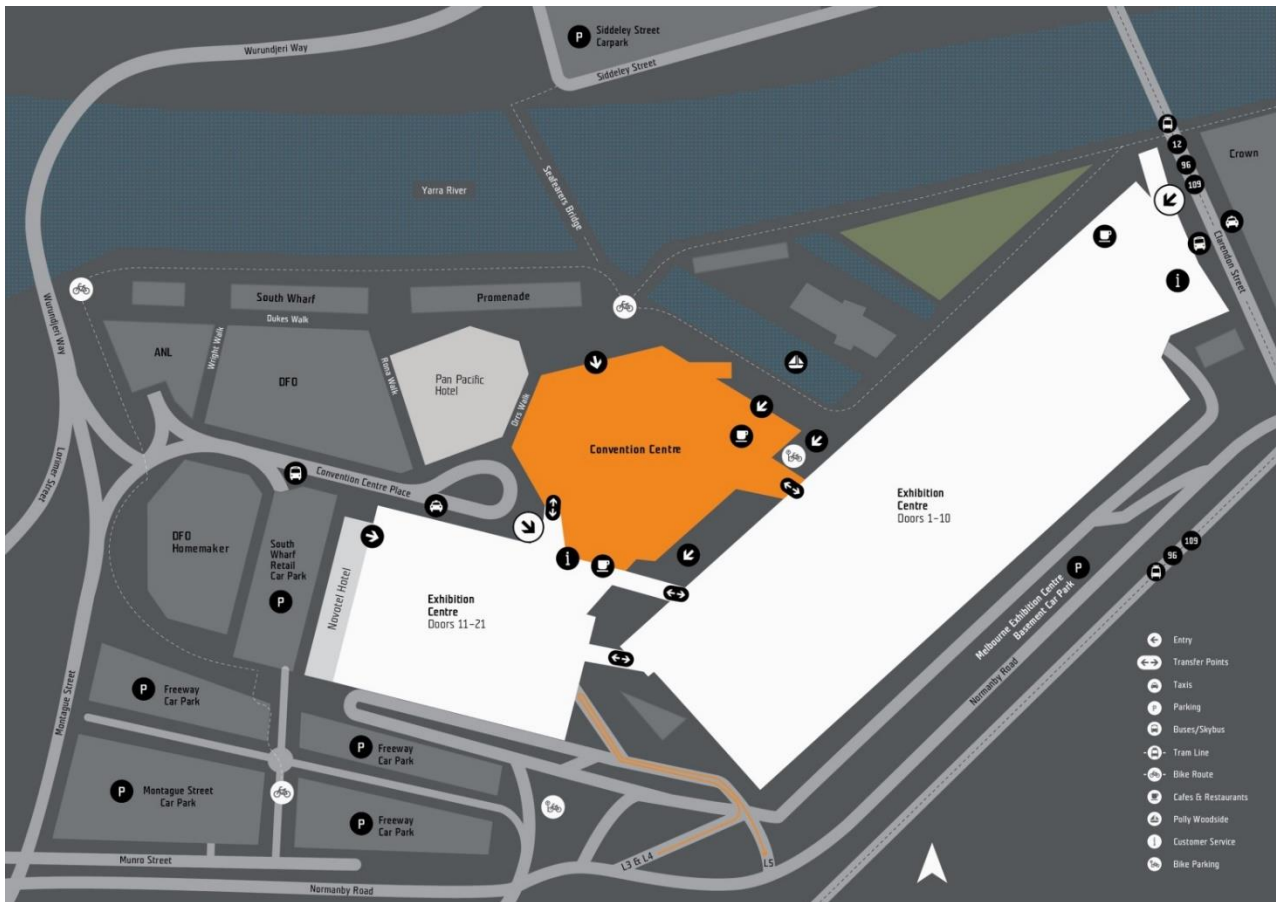 Siddeley Street
Carpark
P
Siddeley Street
Wurundjeri Way
Crown
12
96
109
Clarendon Street
Yarra River
Seafearers Bridge
South Wharf
Promenade
Dukes Walk
Wurundjeri Way
ANL
Wright Walk
DFO
Rona Walk
Pan Pacific
Hotel
Orrs Walk
Convention Centre
i
Lorimer Street
Convention Centre Place
Exhibition
Centre
Doors 1–10
DFO
Homemaker
South
Wharf
Retail
Car Park
P
Novotel Hotel
i
Exhibition
Centre
Doors 11–21
Melbourne Exhibition Centre
Basement Car Park
P
96
109
Normanby Road
Montague Street
P
Freeway
Car Park
P
Freeway
Car Park
P
Montague Street
Car Park
P
Freeway
Car Park
Munro Street
Normanby Road
L3 & L4
L5
Entry
Transfer Points
Taxis
P
Parking
Buses/Skybus
Tram Line
Bike Route
Cafes & Restaurants
Polly Woodside
i
Customer Service
Bike Parking